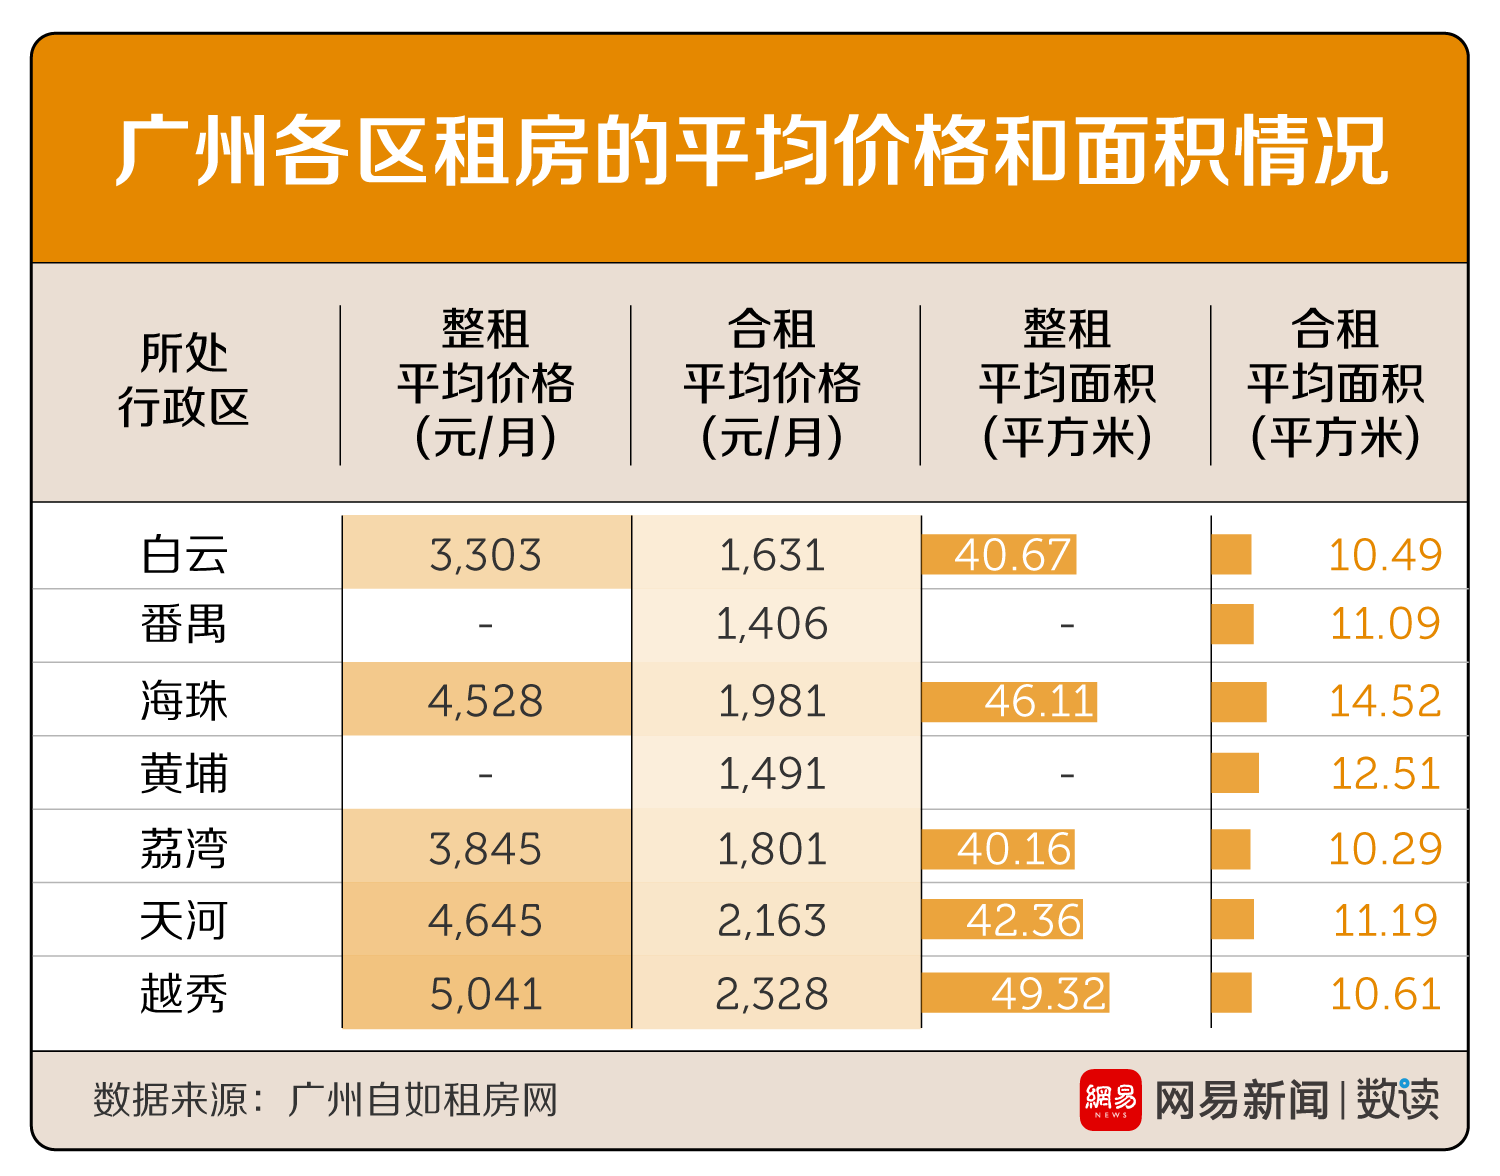 广州各区租房的平均价格和面积情况
所处
行政区
整租
平均价格
(元/月)
合租
平均价格
(元/月)
整租
平均面积
(平方米)
合租
平均面积
(平方米)
白云 3,303 1,631 40.67 10.49
番禺 - 1,406 - 11.09
海珠 4,528 1,981 46.11 14.52
黄埔 - 1,491 - 12.51
荔湾 3,845 1,801 40.16 10.29
天河 4,645 2,163 42.36 11.19
越秀 5,041 2,328 49.32 10.61
数据来源：广州自如租房网
網易
NEWS
网易新闻|数读